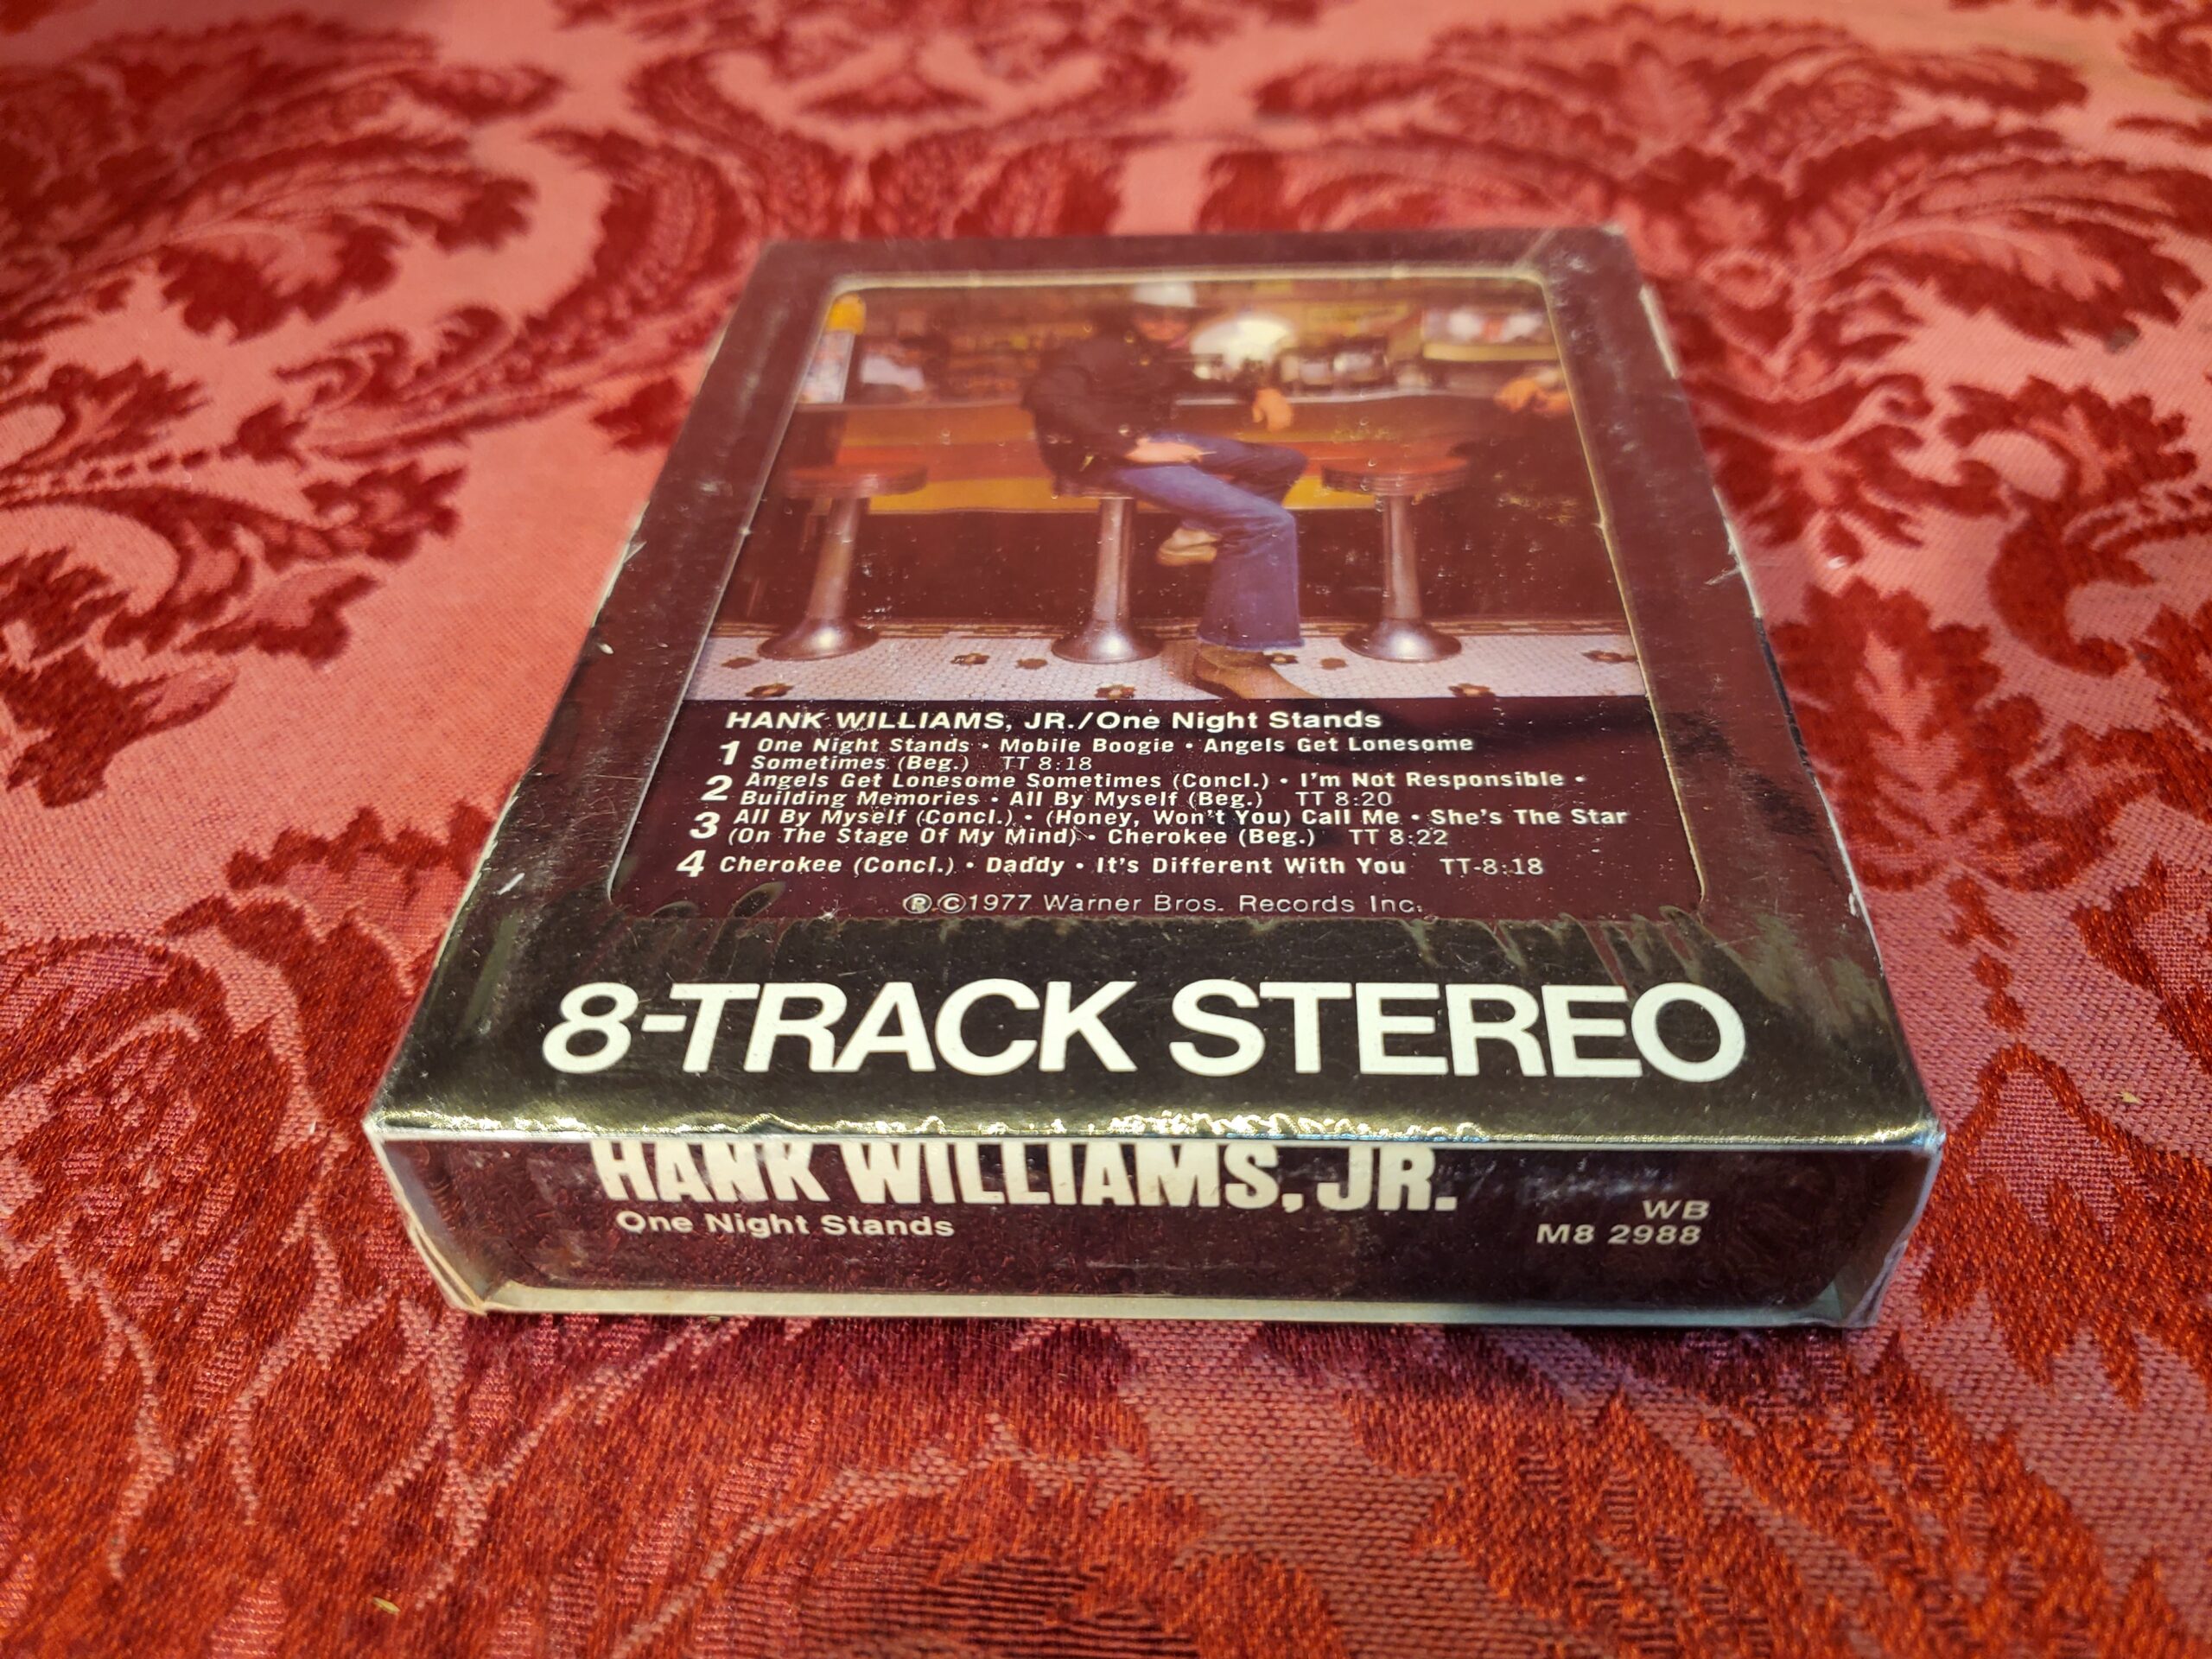 HANK WILLIAMS, JR./One Night Stands
1 One Night Stands • Mobile Boogie • Angels Get Lonesome
Sometimes (Beg.) TT 8:18
2 Angels Get Lonesome Sometimes (Concl.) • I'm Not Responsible •
Building Memories • All By Myself (Beg.) TT 8:20
3 All By Myself (Concl.) • (Honey, Won't You) Call Me • She's The Star
(On The Stage Of My Mind) • Cherokee (Beg.) TT 8:22
4 Cherokee (Concl.) • Daddy • It's Different With You TT-8:18
℗©1977 Warner Bros. Records Inc.
8-TRACK STEREO
HANK WILLIAMS, JR.
One Night Stands
WB
M8 2988